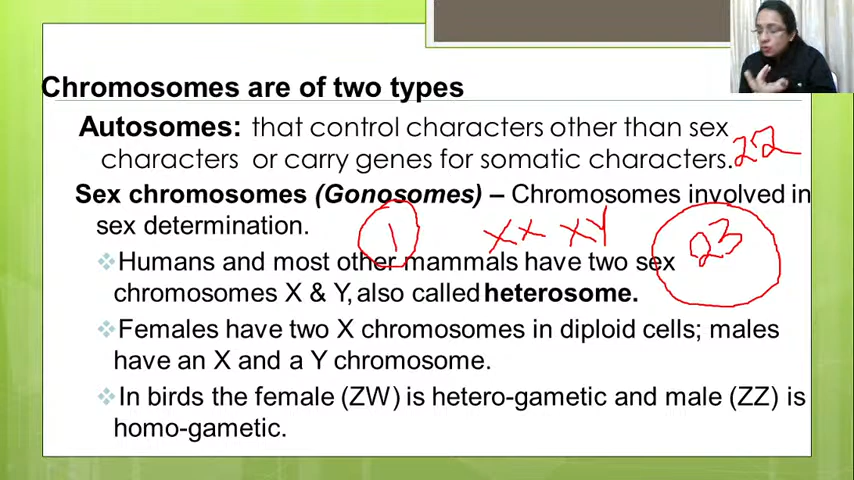 Chromosomes are of two types
Autosomes: that control characters other than sex
characters or carry genes for somatic characters. 22
Sex chromosomes (Gonosomes) – Chromosomes involved in
sex determination. 1 XX XY 23
Humans and most other mammals have two sex
chromosomes X & Y, also called heterosome.
Females have two X chromosomes in diploid cells; males
have an X and a Y chromosome.
In birds the female (ZW) is hetero-gametic and male (ZZ) is
homo-gametic.